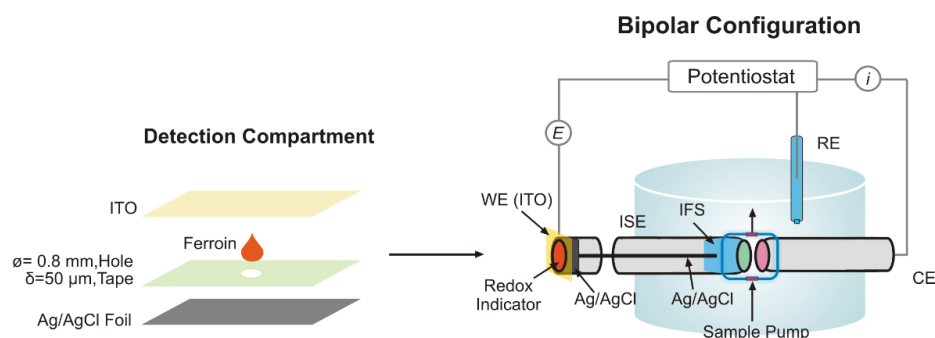 Bipolar Configuration
Potentiostat
i
E
RE
Detection Compartment
ITO
Ferroin
ø= 0.8 mm,Hole
δ=50 µm,Tape
Ag/AgCl Foil
WE (ITO)
ISE
IFS
Redox
Indicator
Ag/AgCl
Ag/AgCl
CE
Sample Pump